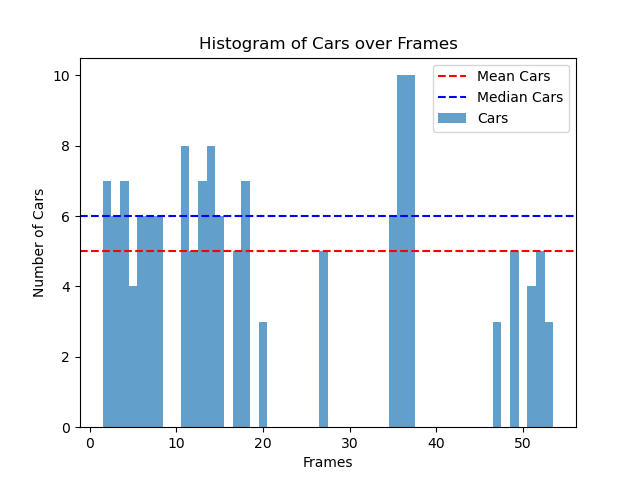 Histogram of Cars over Frames
10
8
6
4
2
0
Number of Cars
Mean Cars
Median Cars
Cars
0 10 20 30 40 50
Frames